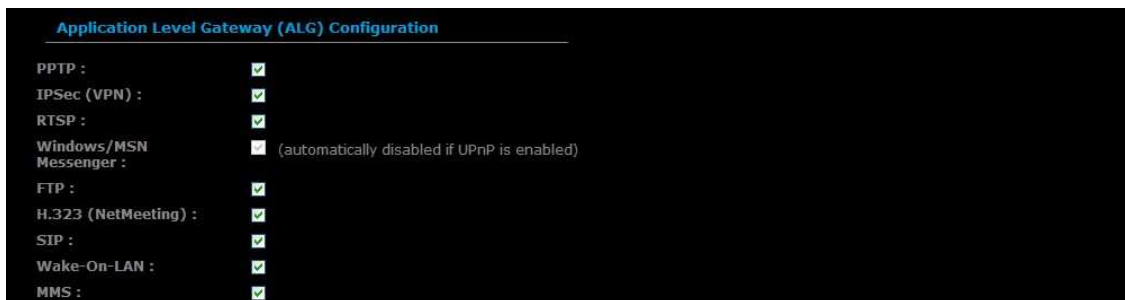 Application Level Gateway (ALG) Configuration
PPTP :
IPSec (VPN) :
RTSP :
Windows/MSN
Messenger :
(automatically disabled if UPnP is enabled)
FTP :
H.323 (NetMeeting) :
SIP :
Wake-On-LAN :
MMS :